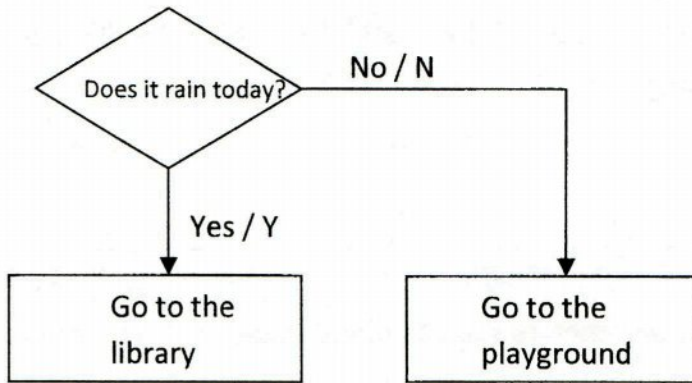 Does it rain today?
No / N
Yes / Y
Go to the
library
Go to the
playground